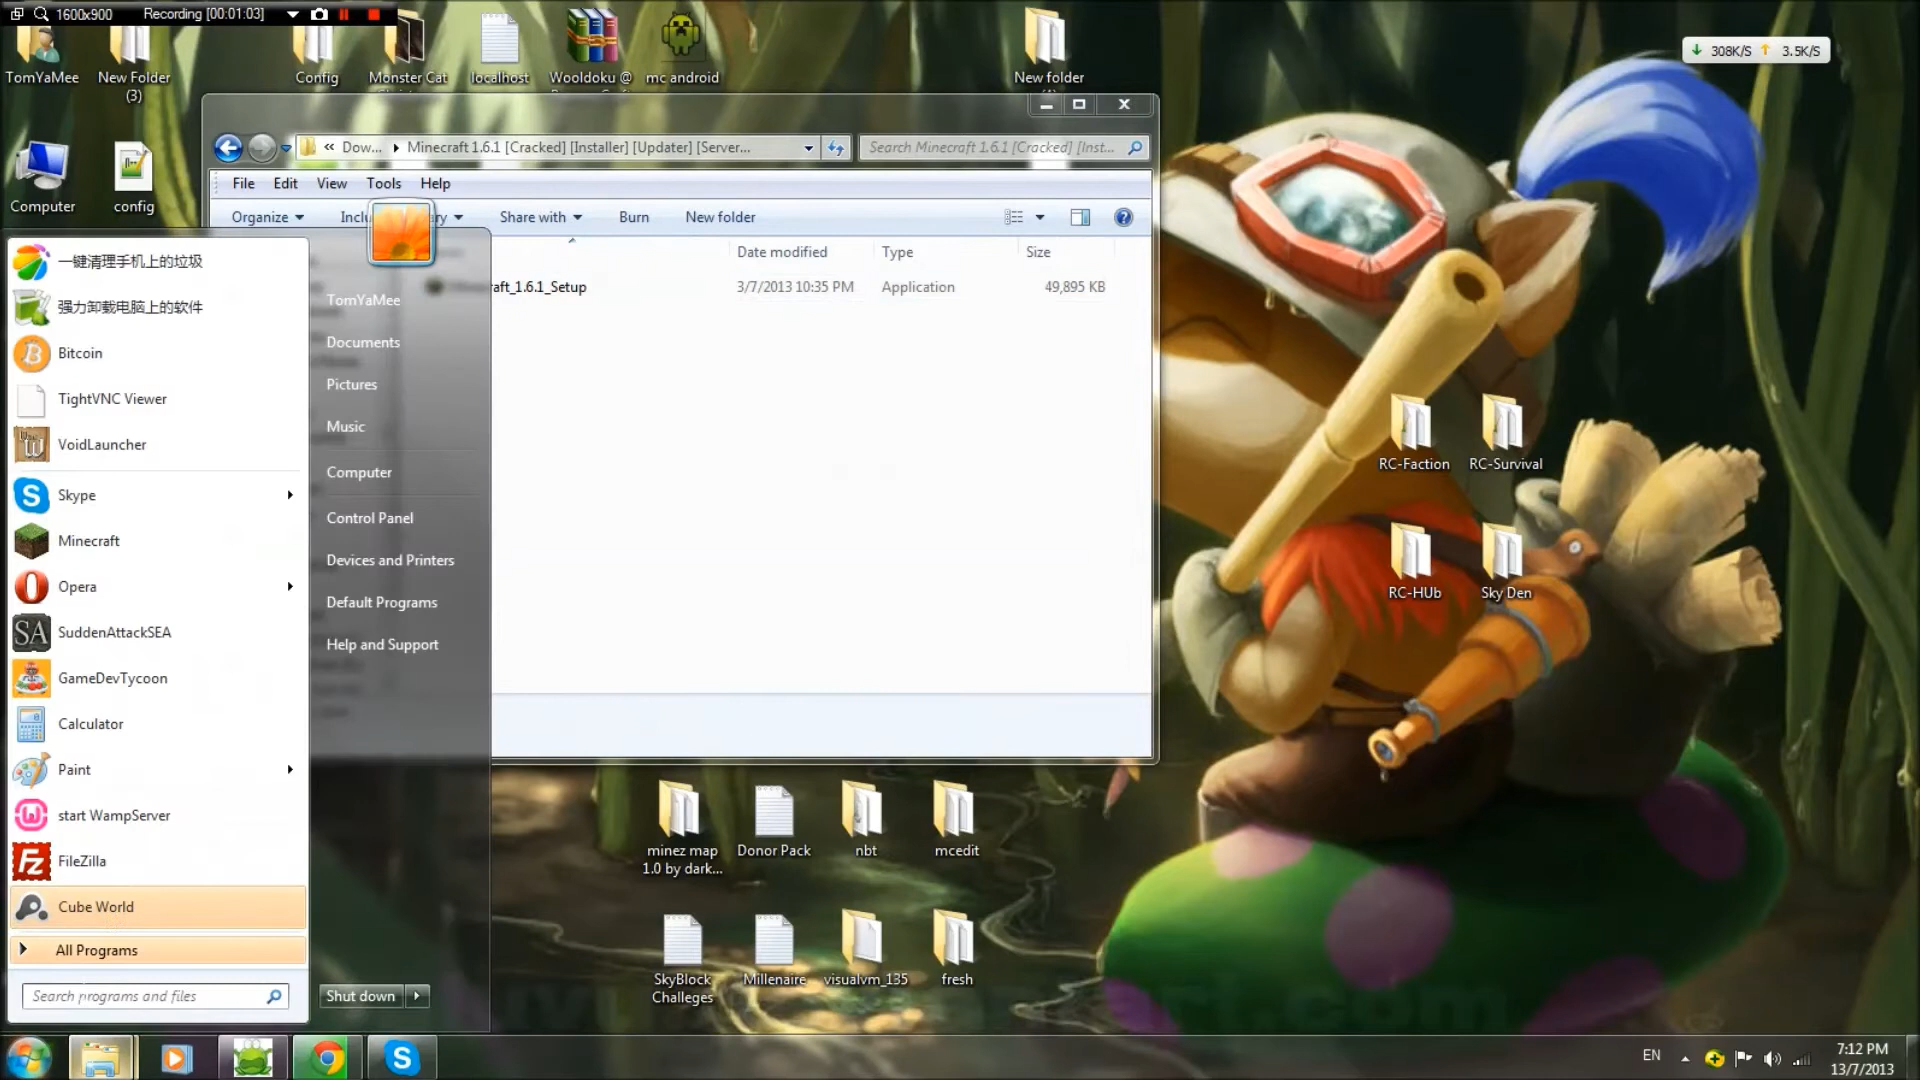 1600x900
Recording [00:01:03]
TomYaMee
New Folder
(3)
Config
Monster Cat
localhost
Wooldoku @
mc android
New folder
308K/S
3.5K/S
Computer
config
« Dow...
Minecraft 1.6.1 [Cracked] [Installer] [Updater] [Server...
Search Minecraft 1.6.1 [Cracked] [Inst...
File
Edit
View
Tools
Help
Organize
Share with
Burn
New folder
Date modified
Type
Size
aft_1.6.1_Setup
3/7/2013 10:35 PM
Application
49,895 KB
一键清理手机上的垃圾
强力卸载电脑上的软件
Bitcoin
TightVNC Viewer
VoidLauncher
Skype
Minecraft
Opera
SuddenAttackSEA
GameDevTycoon
Calculator
Paint
start WampServer
FileZilla
Cube World
All Programs
Search programs and files
TomYaMee
Documents
Pictures
Music
Computer
Control Panel
Devices and Printers
Default Programs
Help and Support
Shut down
RC-Faction
RC-Survival
RC-HUb
Sky Den
minez map
1.0 by dark...
Donor Pack
nbt
mcedit
SkyBlock
Challeges
Millenaire
visualvm_135
fresh
EN
7:12 PM
13/7/2013